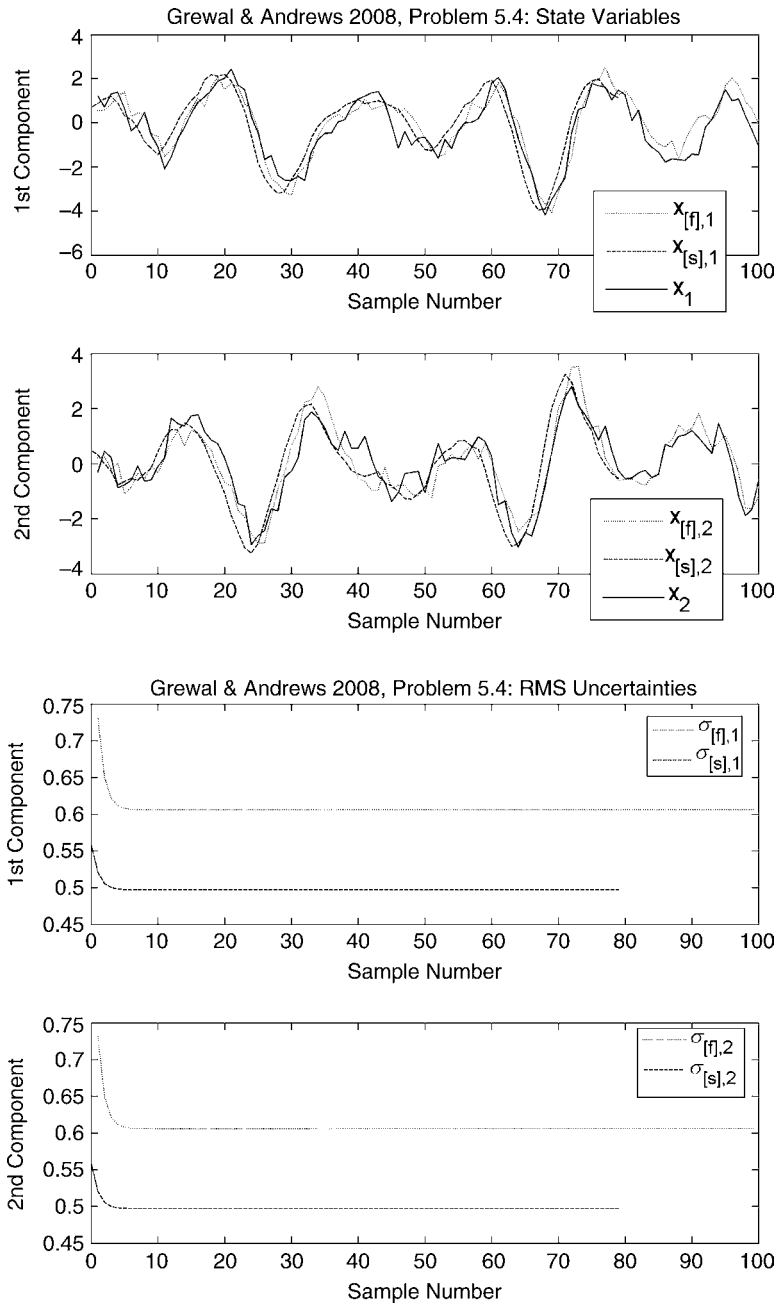 Grewal & Andrews 2008, Problem 5.4: State Variables
1st Component
4
2
0
−2
−4
−6
0 10 20 30 40 50 60 70 80 90 100
Sample Number
x[f],1
x[s],1
x1
2nd Component
4
2
0
−2
−4
0 10 20 30 40 50 60 70 80 90 100
Sample Number
x[f],2
x[s],2
x2
Grewal & Andrews 2008, Problem 5.4: RMS Uncertainties
1st Component
0.75
0.7
0.65
0.6
0.55
0.5
0.45
0 10 20 30 40 50 60 70 80 90 100
Sample Number
σ[f],1
σ[s],1
2nd Component
0.75
0.7
0.65
0.6
0.55
0.5
0.45
0 10 20 30 40 50 60 70 80 90 100
Sample Number
σ[f],2
σ[s],2